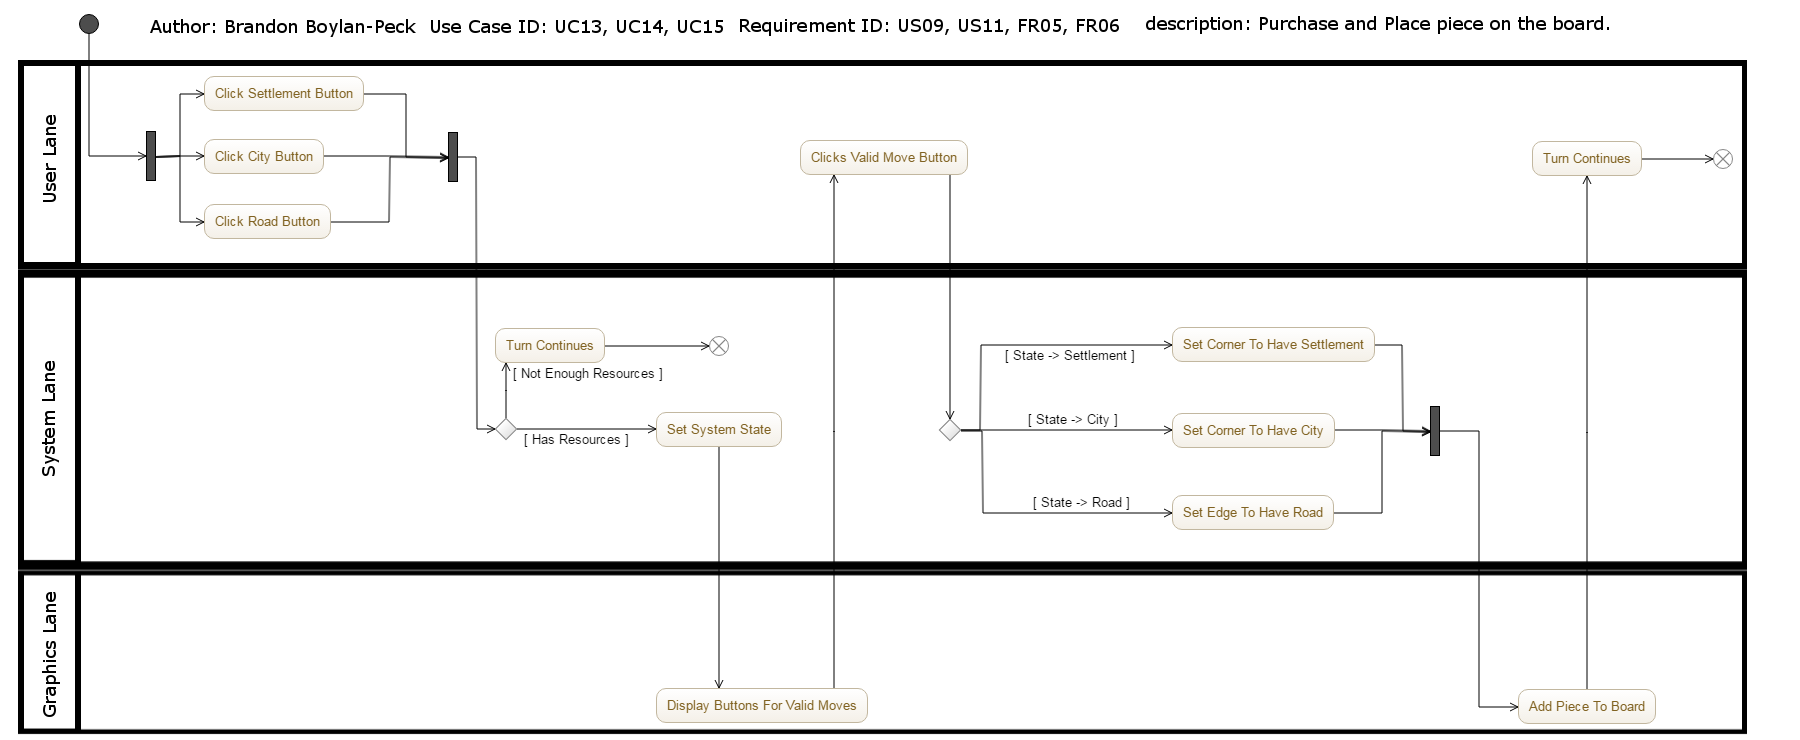 Author: Brandon Boylan-Peck  Use Case ID: UC13, UC14, UC15  Requirement ID: US09, US11, FR05, FR06  description: Purchase and Place piece on the board.
User Lane
Click Settlement Button
Click City Button
Click Road Button
Clicks Valid Move Button
Turn Continues
System Lane
Turn Continues
[ Not Enough Resources ]
[ Has Resources ]
Set System State
[ State -> Settlement ]
Set Corner To Have Settlement
[ State -> City ]
Set Corner To Have City
[ State -> Road ]
Set Edge To Have Road
Graphics Lane
Display Buttons For Valid Moves
Add Piece To Board